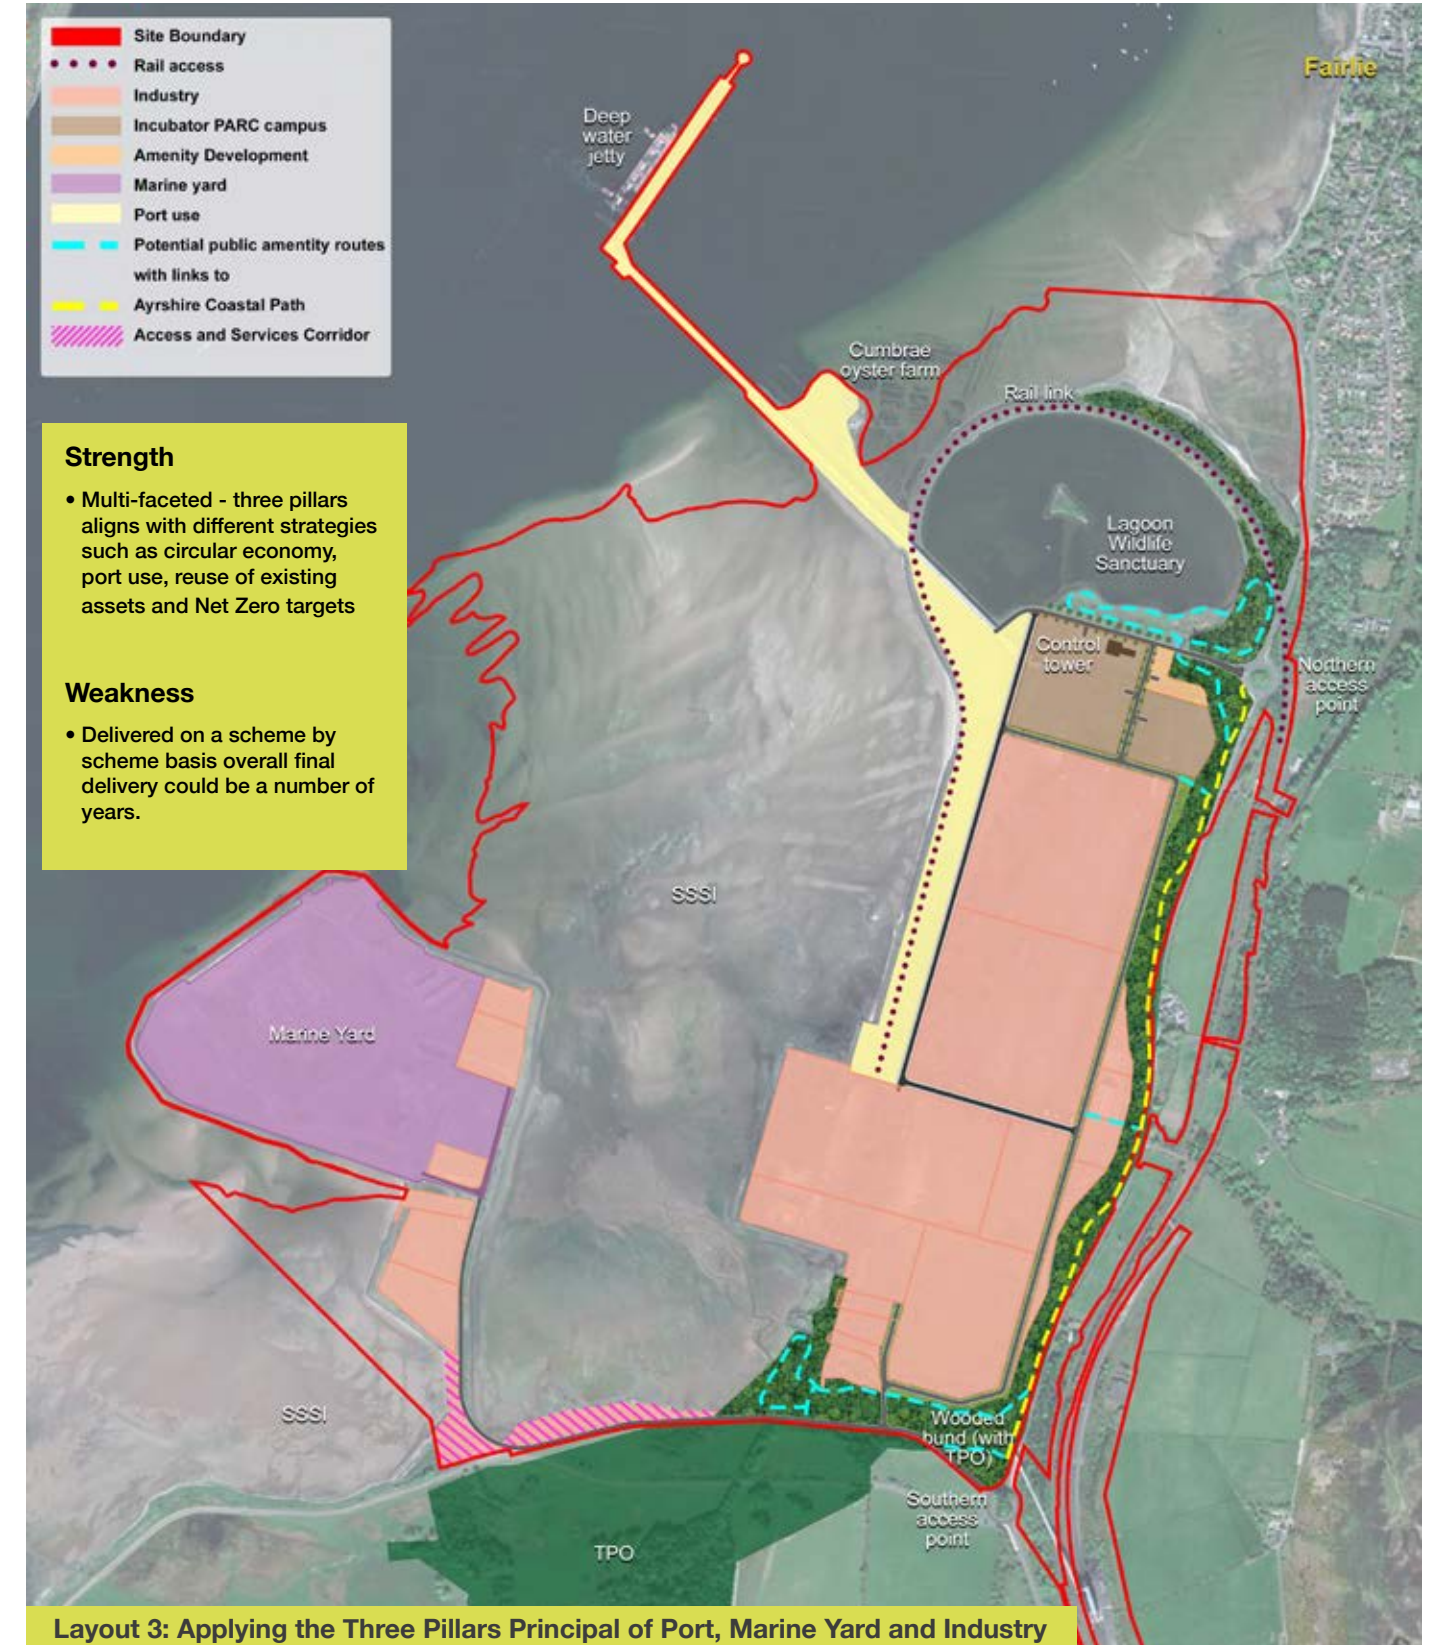 Site Boundary
Rail access
Industry
Incubator PARC campus
Amenity Development
Marine yard
Port use
Potential public amentity routes
with links to
Ayrshire Coastal Path
Access and Services Corridor
Strength
• Multi-faceted - three pillars
aligns with different strategies
such as circular economy,
port use, reuse of existing
assets and Net Zero targets
Weakness
• Delivered on a scheme by
scheme basis overall final
delivery could be a number of
years.
Fairlie
Deep
water
jetty
Cumbrae
oyster farm
Rail link
Lagoon
Wildlife
Sanctuary
Control
tower
Northern
access
point
SSSI
Marine Yard
SSSI
Wooded
bund (with
TPO)
Southern
access
point
TPO
Layout 3: Applying the Three Pillars Principal of Port, Marine Yard and Industry